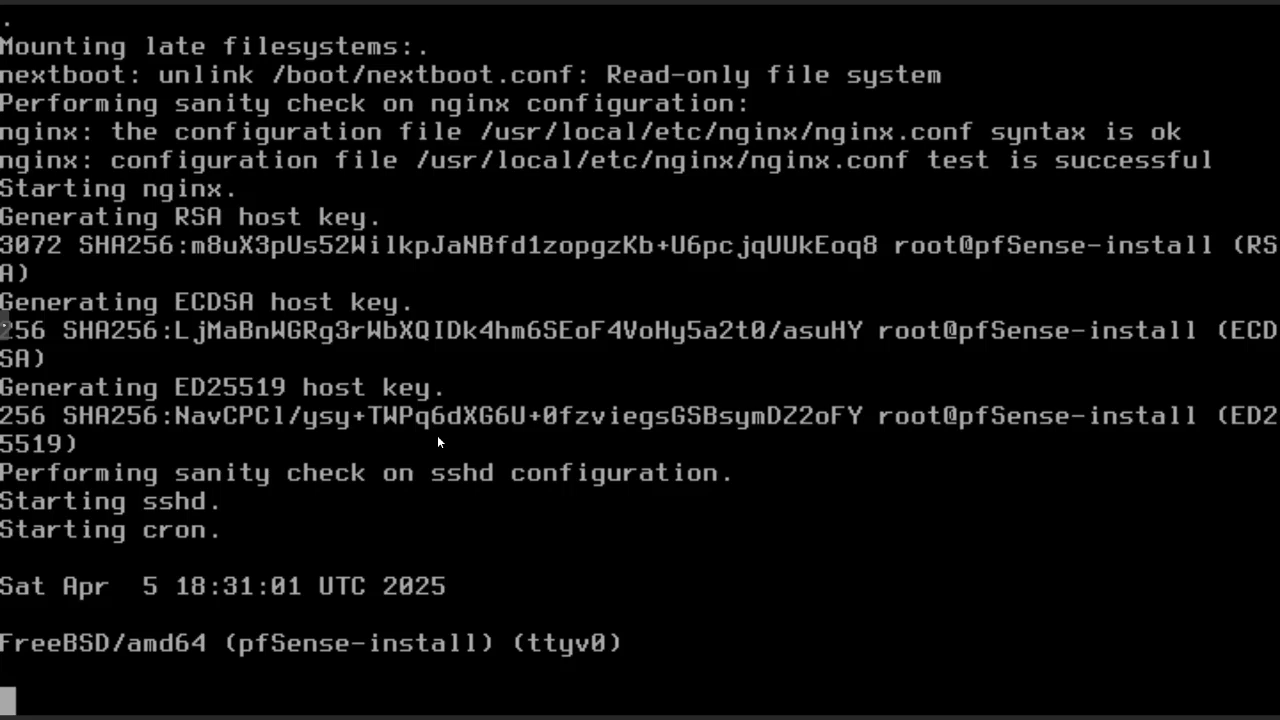 .
Mounting late filesystems:.
nextboot: unlink /boot/nextboot.conf: Read-only file system
Performing sanity check on nginx configuration:
nginx: the configuration file /usr/local/etc/nginx/nginx.conf syntax is ok
nginx: configuration file /usr/local/etc/nginx/nginx.conf test is successful
Starting nginx.
Generating RSA host key.
3072 SHA256:m8uX3pUs52WilkpJaNBfd1zopgzKb+U6pcjqUUkEoq8 root@pfSense-install (RS
A)
Generating ECDSA host key.
256 SHA256:LjMaBnWGRg3rWbXQIDk4hm6SEoF4VoHy5a2t0/asuHY root@pfSense-install (ECD
SA)
Generating ED25519 host key.
256 SHA256:NavCPCl/ysy+TWPq6dXG6U+0fzviegsGSBsymDZ2oFY root@pfSense-install (ED2
5519)
Performing sanity check on sshd configuration.
Starting sshd.
Starting cron.
Sat Apr  5 18:31:01 UTC 2025
FreeBSD/amd64 (pfSense-install) (ttyv0)